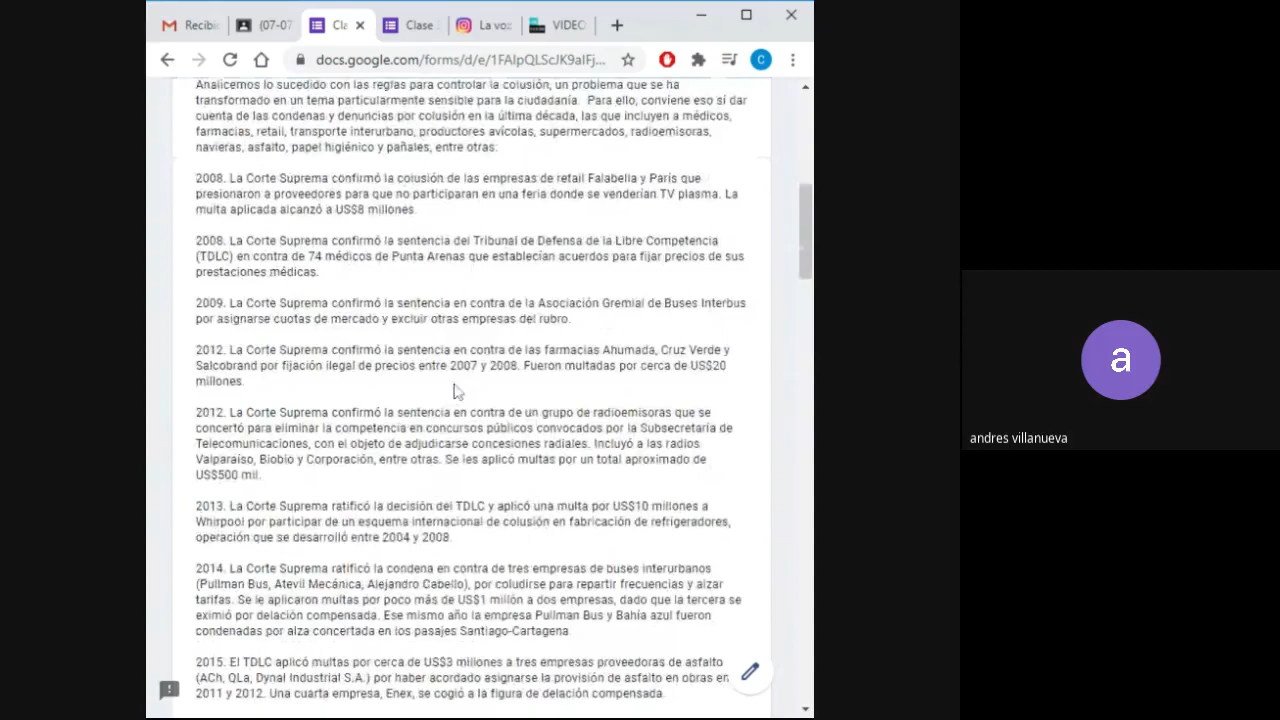 Recibi
(07-07
Cla
Clase
La voz
VIDEO
docs.google.com/forms/d/e/1FAIpQLScJK9aIFj...
C
Analicemos lo sucedido con las reglas para controlar la colusión, un problema que se ha
transformado en un tema particularmente sensible para la ciudadanía. Para ello, conviene eso sí dar
cuenta de las condenas y denuncias por colusión en la última década, las que incluyen a médicos,
farmacias, retail, transporte interurbano, productores avícolas, supermercados, radioemisoras,
navieras, asfalto, papel higiénico y pañales, entre otras:
2008. La Corte Suprema confirmó la colusión de las empresas de retail Falabella y París que
presionaron a proveedores para que no participaran en una feria donde se venderían TV plasma. La
multa aplicada alcanzó a US$8 millones.
2008. La Corte Suprema confirmó la sentencia del Tribunal de Defensa de la Libre Competencia
(TDLC) en contra de 74 médicos de Punta Arenas que establecían acuerdos para fijar precios de sus
prestaciones médicas.
2009. La Corte Suprema confirmó la sentencia en contra de la Asociación Gremial de Buses Interbus
por asignarse cuotas de mercado y excluir otras empresas del rubro.
2012. La Corte Suprema confirmó la sentencia en contra de las farmacias Ahumada, Cruz Verde y
Salcobrand por fijación ilegal de precios entre 2007 y 2008. Fueron multadas por cerca de US$20
millones.
2012. La Corte Suprema confirmó la sentencia en contra de un grupo de radioemisoras que se
concertó para eliminar la competencia en concursos públicos convocados por la Subsecretaría de
Telecomunicaciones, con el objeto de adjudicarse concesiones radiales. Incluyó a las radios
Valparaíso, Biobio y Corporación, entre otras. Se les aplicó multas por un total aproximado de
US$500 mil.
2013. La Corte Suprema ratificó la decisión del TDLC y aplicó una multa por US$10 millones a
Whirpool por participar de un esquema internacional de colusión en fabricación de refrigeradores,
operación que se desarrolló entre 2004 y 2008
2014. La Corte Suprema ratificó la condena en contra de tres empresas de buses interurbanos
(Pullman Bus, Atevil Mecánica, Alejandro Cabello), por coludirse para repartir frecuencias y alzar
tarifas. Se le aplicaron multas por poco más de US$1 millón a dos empresas, dado que la tercera se
eximió por delación compensada. Ese mismo año la empresa Pullman Bus y Bahía azul fueron
condenadas por alza concertada en los pasajes Santiago-Cartagena.
2015. El TDLC aplicó multas por cerca de US$3 millones a tres empresas proveedoras de asfalto
(ACh, QLa, Dynal Industrial S.A.) por haber acordado asignarse la provisión de asfalto en obras en
2011 y 2012. Una cuarta empresa, Enex, se cogió a la figura de delación compensada.
a
andres villanueva